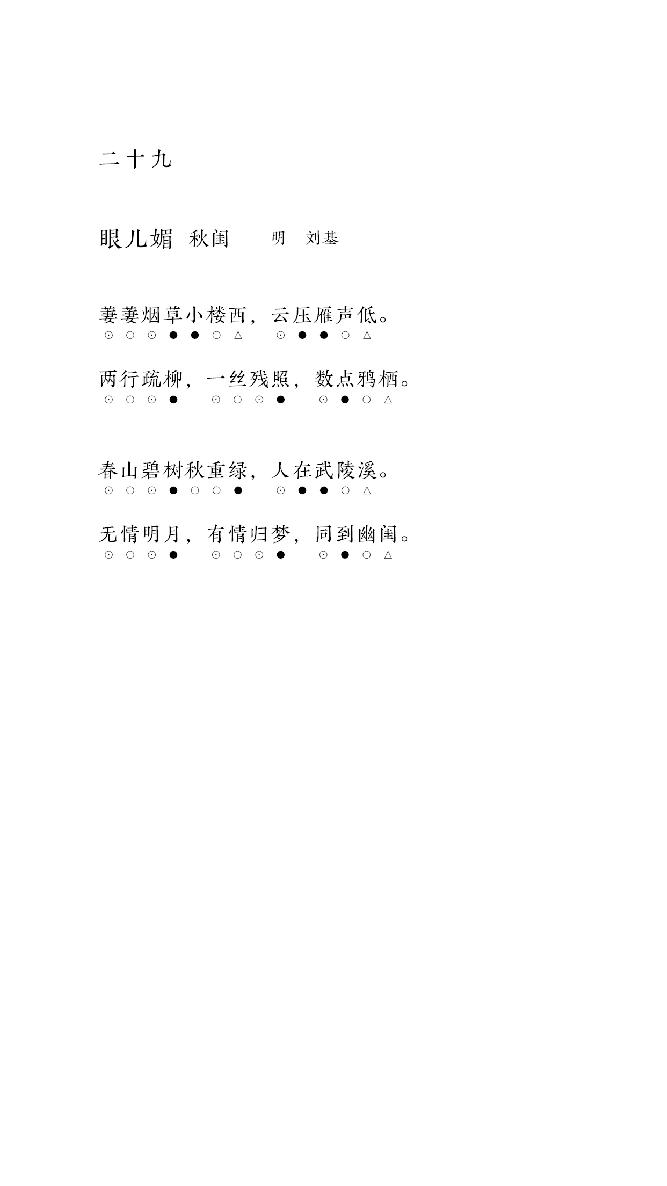 二十九
眼儿媚 秋闺 明 刘基
萋萋烟草小楼西，云压雁声低。
⊙○⊙●●○△ ⊙●●○△
两行疏柳，一丝残照，数点鸦栖。
⊙○⊙● ⊙○⊙● ⊙●○△
春山碧树秋重绿，人在武陵溪。
⊙○⊙●○○● ⊙●●○△
无情明月，有情归梦，同到幽闺。
⊙○⊙● ⊙○⊙● ⊙●○△